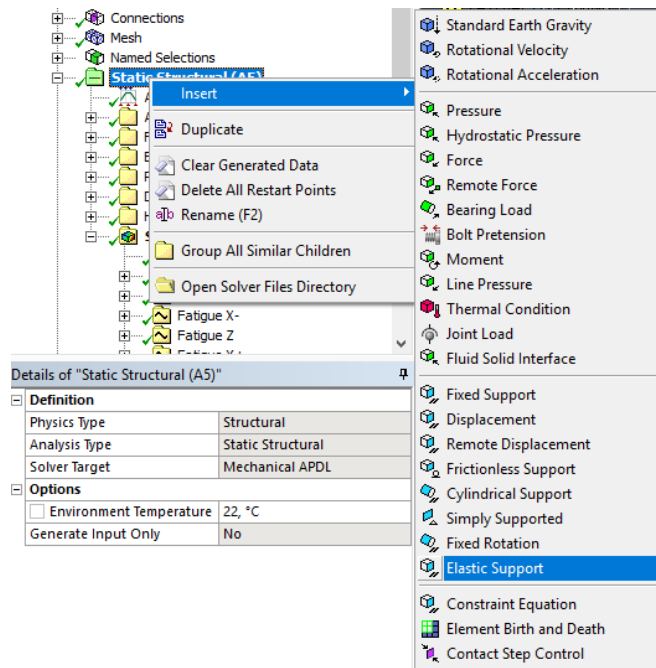 Connections
Mesh
Named Selections
Static Structural (A5)
Insert
Duplicate
Clear Generated Data
Delete All Restart Points
Rename (F2)
Group All Similar Children
Open Solver Files Directory
Fatigue X-
Fatigue Z
Details of "Static Structural (A5)"
Definition
Physics Type Structural
Analysis Type Static Structural
Solver Target Mechanical APDL
Options
Environment Temperature 22, °C
Generate Input Only No
Standard Earth Gravity
Rotational Velocity
Rotational Acceleration
Pressure
Hydrostatic Pressure
Force
Remote Force
Bearing Load
Bolt Pretension
Moment
Line Pressure
Thermal Condition
Joint Load
Fluid Solid Interface
Fixed Support
Displacement
Remote Displacement
Frictionless Support
Cylindrical Support
Simply Supported
Fixed Rotation
Elastic Support
Constraint Equation
Element Birth and Death
Contact Step Control